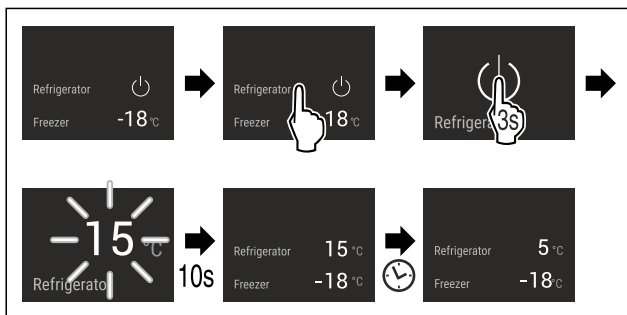 Refrigerator
Freezer -18 °C
Refrigerator
Freezer 18 °C
Refrigera
3s
15 °C
Refrigerato
10s
Refrigerator 15 °C
Freezer -18 °C
Refrigerator 5 °C
Freezer -18°C